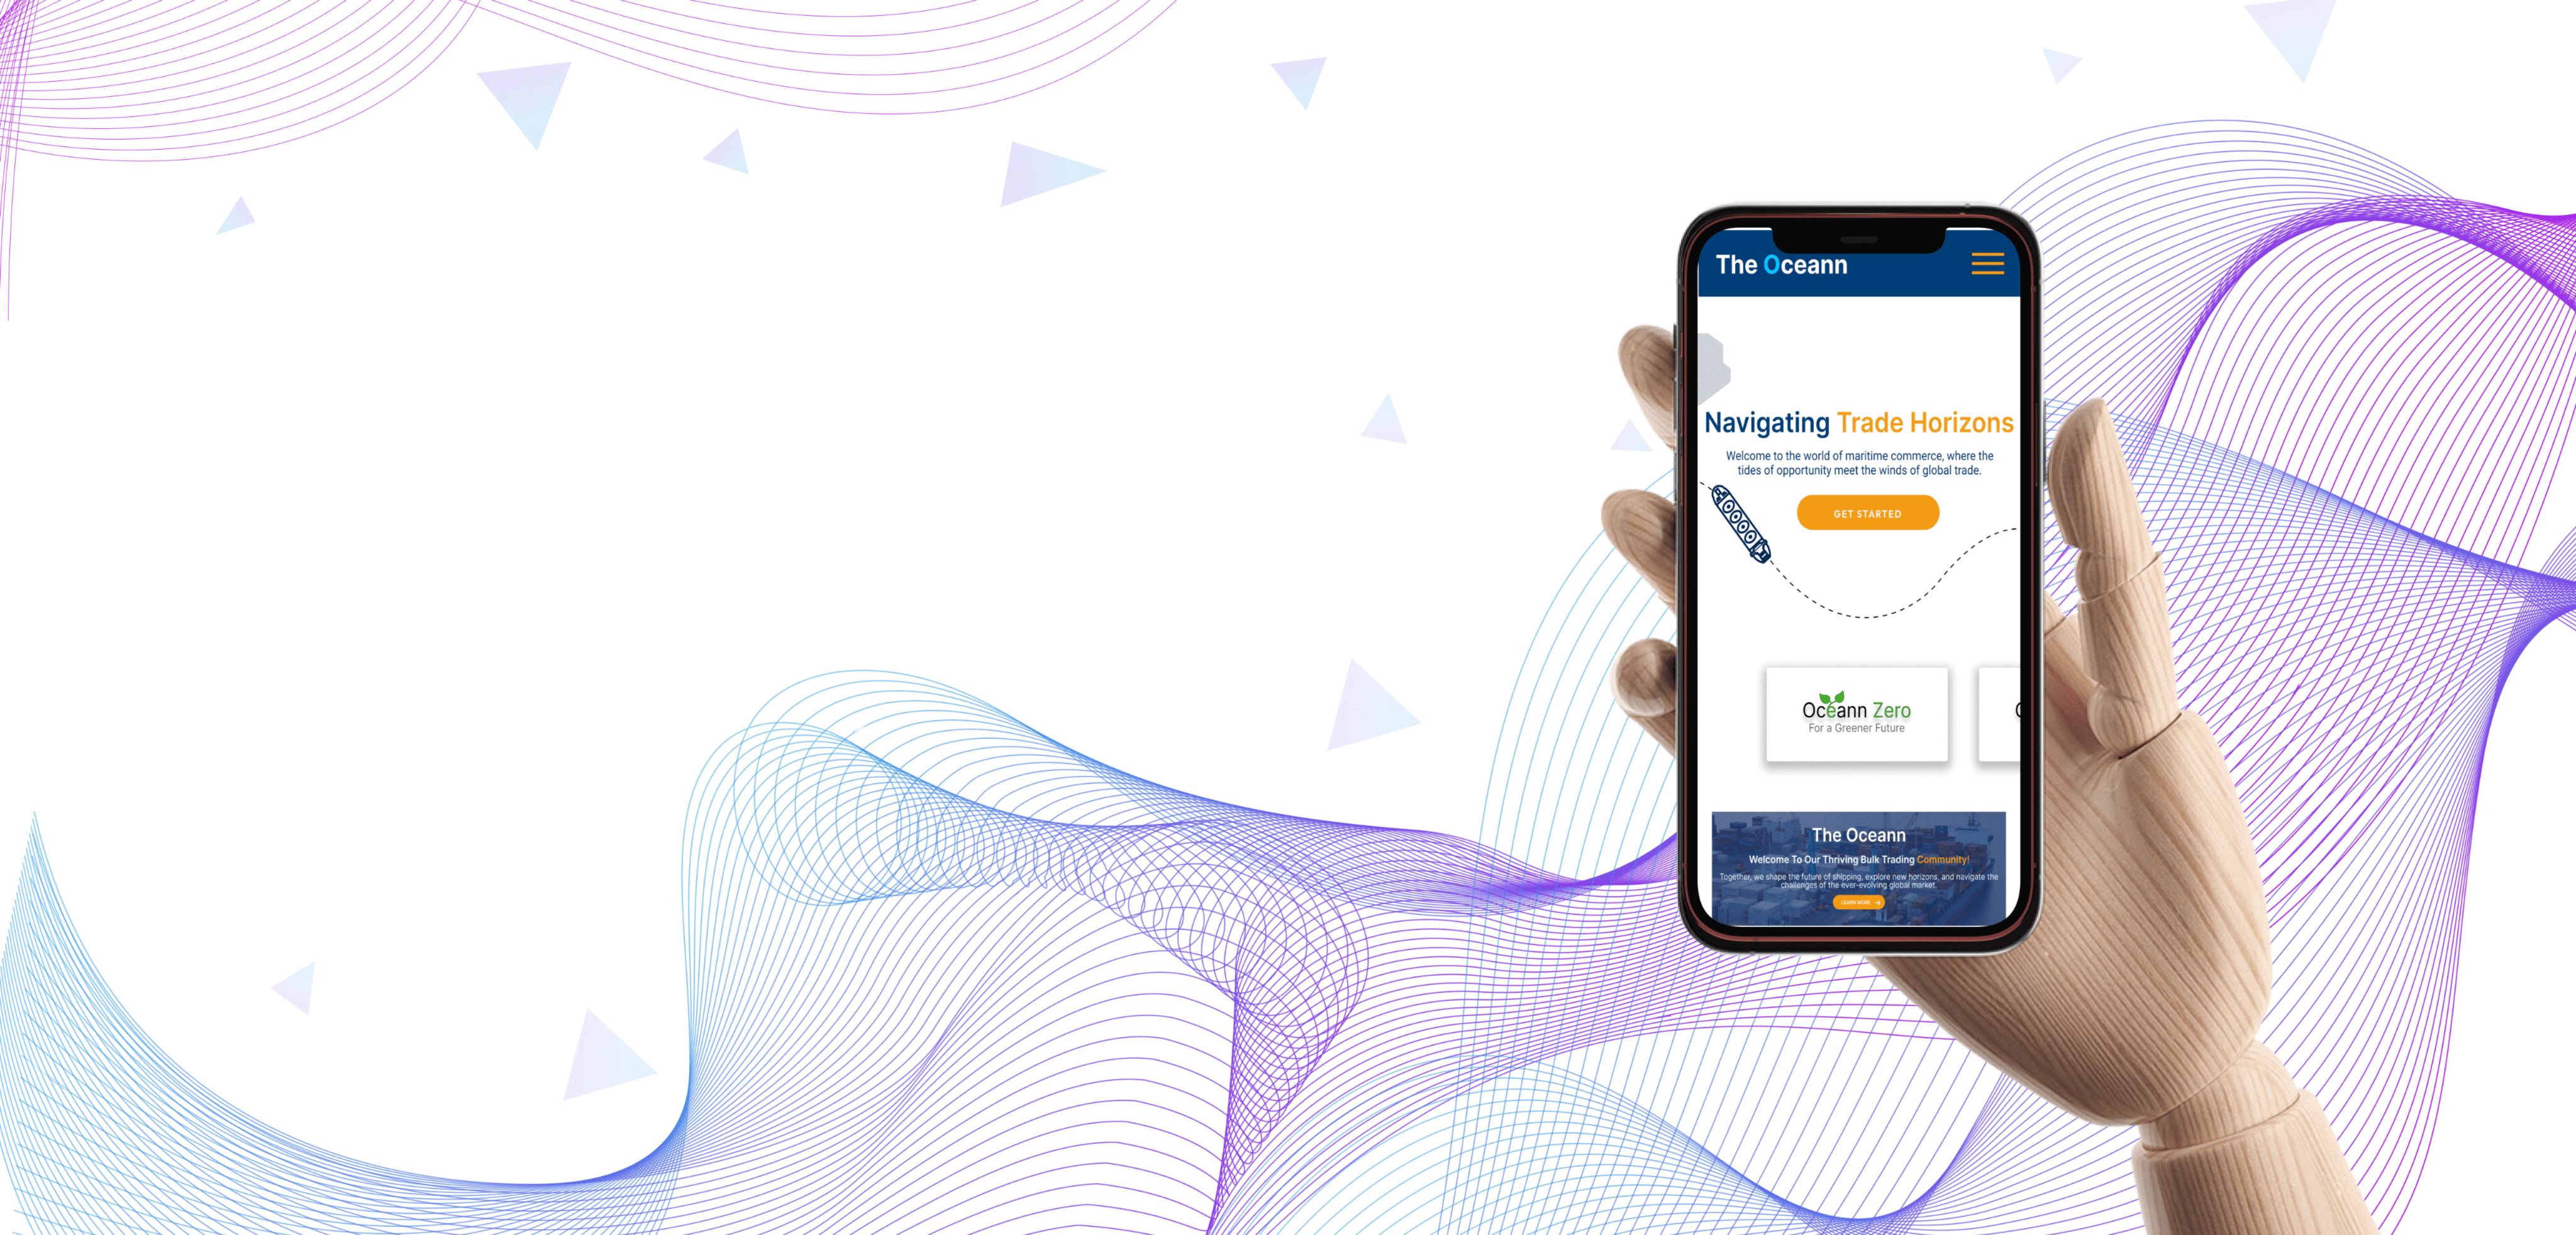 The Oceann
Navigating Trade Horizons
Welcome to the world of maritime commerce, where the
tides of opportunity meet the winds of global trade.
GET STARTED
Oceann Zero
For a Greener Future
The Oceann
Welcome To Our Thriving Bulk Trading Community!
Together, we shape the future of shipping, explore new horizons, and navigate the
challenges of the ever-evolving global market.
LEARN MORE